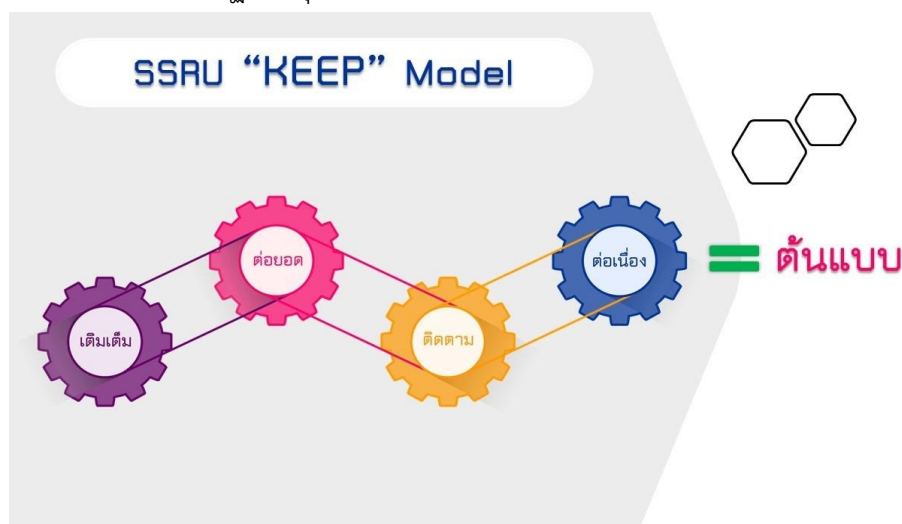 SSRU “KEEP” Model
เติมเต็ม
ต่อยอด
ติดตาม
ต่อเนื่อง
= ต้นแบบ